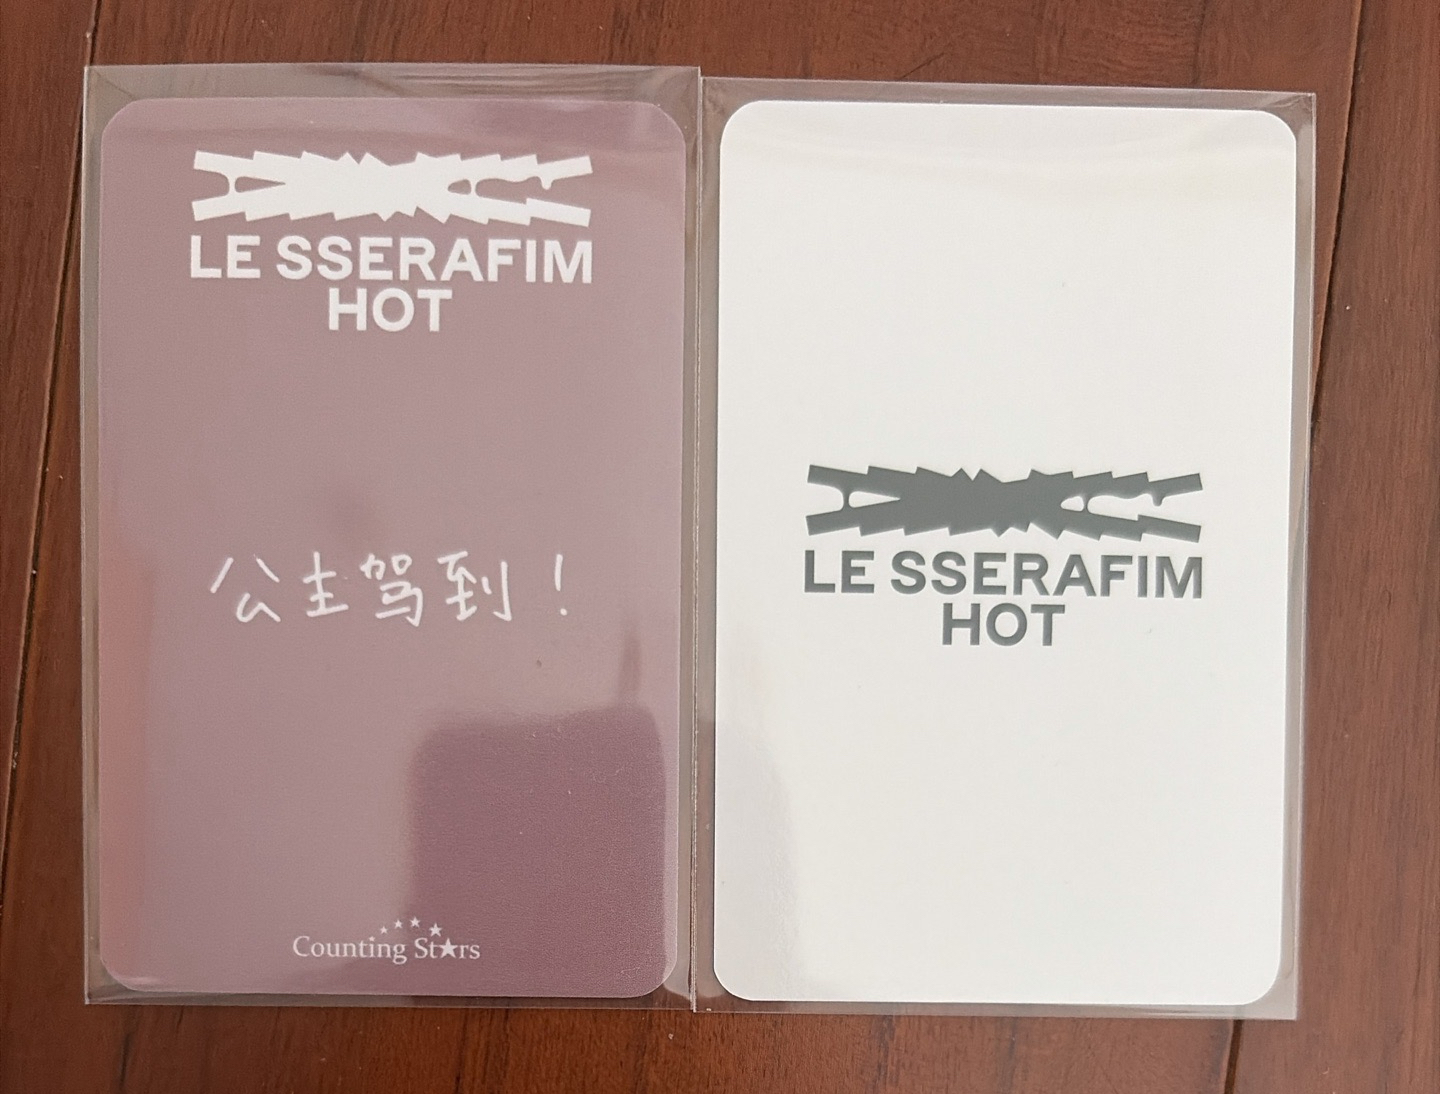 LE SSERAFIM
HOT
公主驾到！
Counting Stars
LE SSERAFIM
HOT